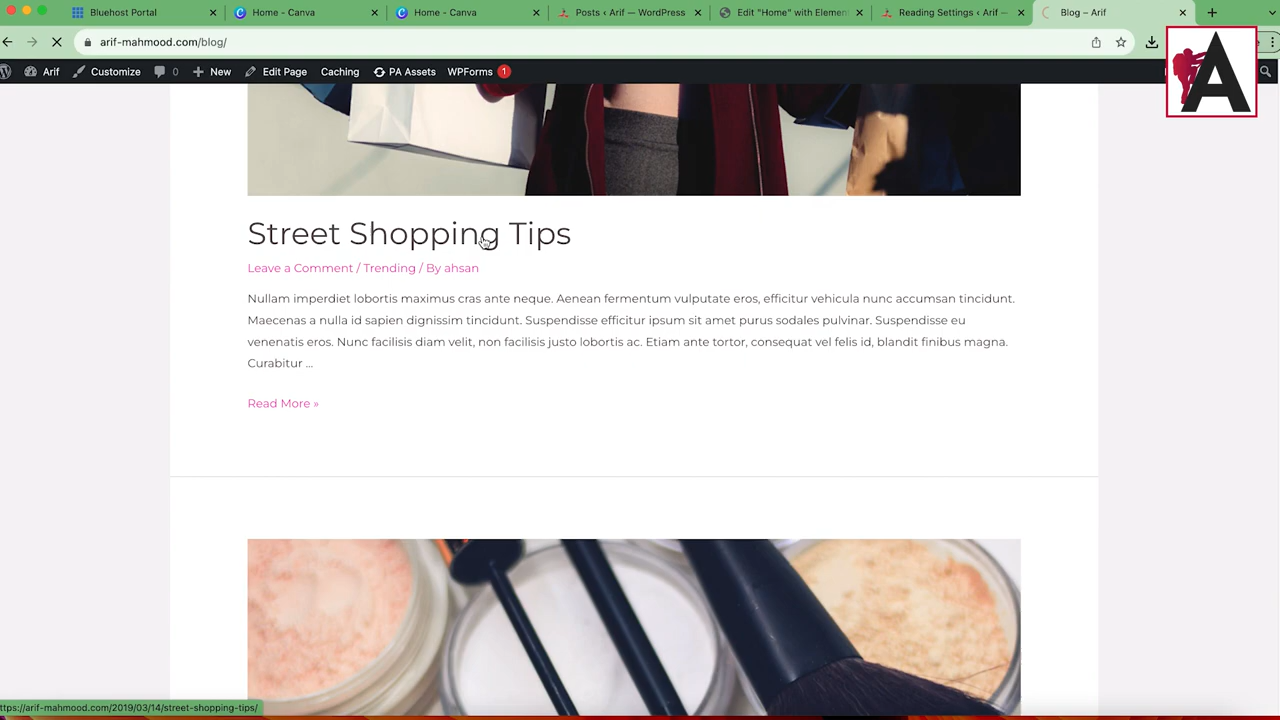 Bluehost Portal
Home - Canva
Home - Canva
Posts ‹ Arif — WordPress
Edit "Home" with Elemen
Reading Settings ‹ Arif —
Blog – Arif
arif-mahmood.com/blog/
Arif
Customize
0
New
Edit Page
Caching
PA Assets
WPForms 1
A
Street Shopping Tips
Leave a Comment / Trending / By ahsan
Nullam imperdiet lobortis maximus cras ante neque. Aenean fermentum vulputate eros, efficitur vehicula nunc accumsan tincidunt.
Maecenas a nulla id sapien dignissim tincidunt. Suspendisse efficitur ipsum sit amet purus sodales pulvinar. Suspendisse eu
venenatis eros. Nunc facilisis diam velit, non facilisis justo lobortis ac. Etiam ante tortor, consequat vel felis id, blandit finibus magna.
Curabitur …
Read More »
ttps://arif-mahmood.com/2019/03/14/street-shopping-tips/